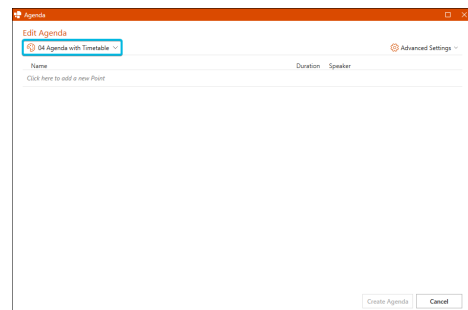 Agenda
Edit Agenda
04 Agenda with Timetable
Advanced Settings
Name Duration Speaker
Click here to add a new Point
Create Agenda Cancel